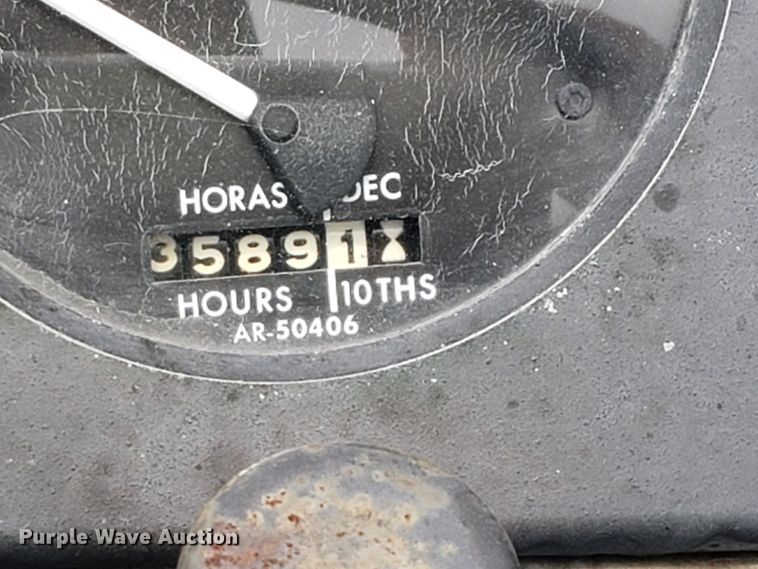 HORAS DEC
35891
HOURS 10THS
AR-50406
Purple Wave Auction